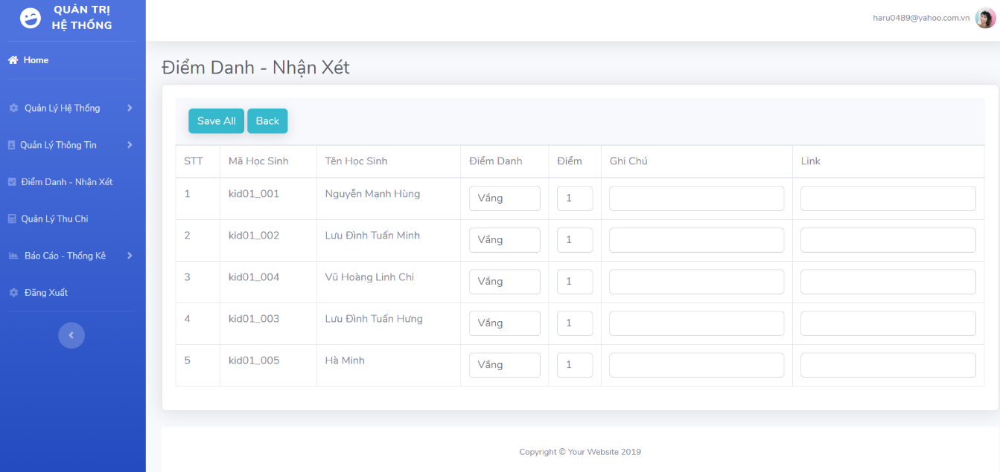 QUẢN TRỊ
HỆ THỐNG
haru0489@yahoo.com.vn
Home
Quản Lý Hệ Thống
Quản Lý Thông Tin
Điểm Danh - Nhận Xét
Quản Lý Thu Chi
Báo Cáo - Thống Kê
Đăng Xuất
Điểm Danh - Nhận Xét
Save All Back
STT Mã Học Sinh Tên Học Sinh Điểm Danh Điểm Ghi Chú Link
1 kid01_001 Nguyễn Mạnh Hùng Vắng 1
2 kid01_002 Lưu Đình Tuấn Minh Vắng 1
3 kid01_004 Vũ Hoàng Linh Chi Vắng 1
4 kid01_003 Lưu Đình Tuấn Hưng Vắng 1
5 kid01_005 Hà Minh Vắng 1
Copyright © Your Website 2019